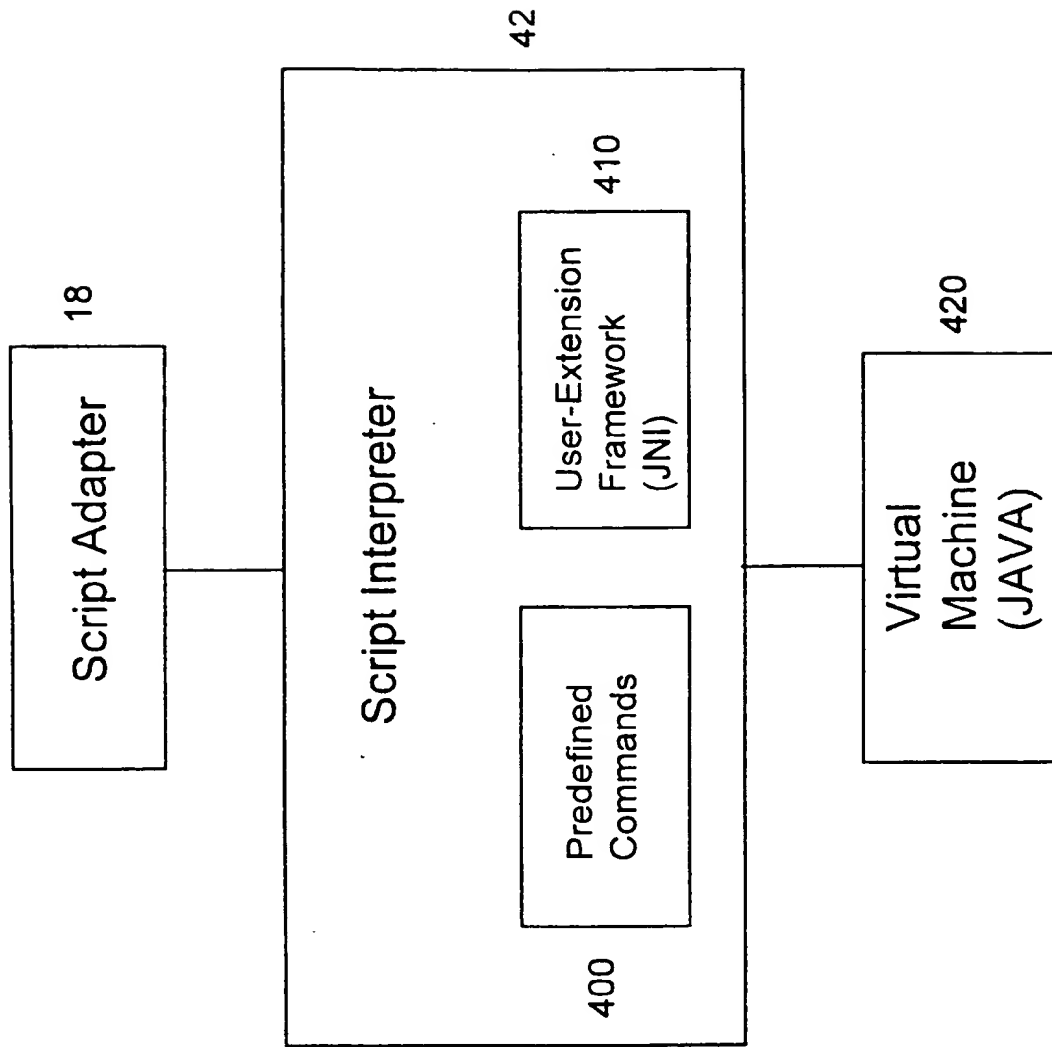 Script Adapter
18
Script Interpreter
42
Predefined
Commands
400
User-Extension
Framework
(JNI)
410
Virtual
Machine
(JAVA)
420